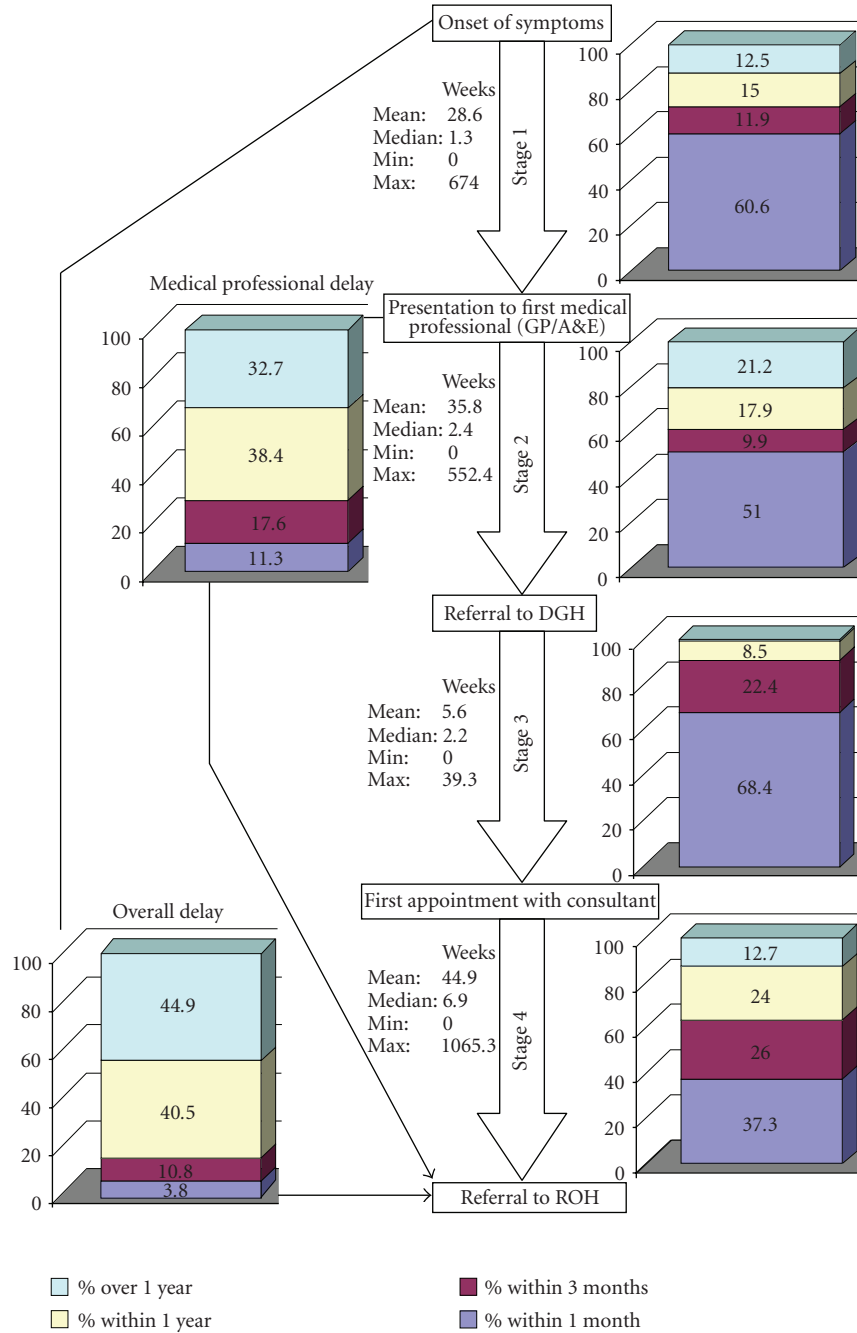 Onset of symptoms
Weeks
Mean: 28.6
Median: 1.3
Min: 0
Max: 674
Stage 1
100
80
60
40
20
0
12.5
15
11.9
60.6
Medical professional delay
100
80
60
40
20
0
32.7
38.4
17.6
11.3
Presentation to first medical
professional (GP/A&E)
Weeks
Mean: 35.8
Median: 2.4
Min: 0
Max: 552.4
Stage 2
100
80
60
40
20
0
21.2
17.9
9.9
51
Referral to DGH
Weeks
Mean: 5.6
Median: 2.2
Min: 0
Max: 39.3
Stage 3
100
80
60
40
20
0
8.5
22.4
68.4
First appointment with consultant
Overall delay
100
80
60
40
20
0
44.9
40.5
10.8
3.8
Weeks
Mean: 44.9
Median: 6.9
Min: 0
Max: 1065.3
Stage 4
100
80
60
40
20
0
12.7
24
26
37.3
Referral to ROH
% over 1 year
% within 1 year
% within 3 months
% within 1 month